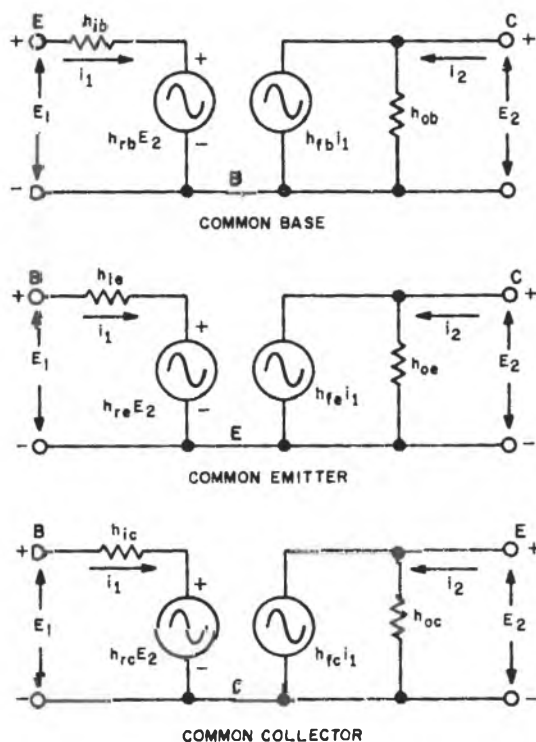 E
C
+
h_ib
+
i_1
i_2
E_1
h_rb E_2
h_fb i_1
h_ob
E_2
-
-
B
COMMON BASE
B
C
+
h_ie
+
i_1
i_2
E_1
h_re E_2
h_fe i_1
h_oe
E_2
-
-
E
-
COMMON EMITTER
B
E
+
h_ic
+
i_1
i_2
+
E_1
h_rc E_2
h_fc i_1
h_oc
E_2
-
-
C
-
COMMON COLLECTOR